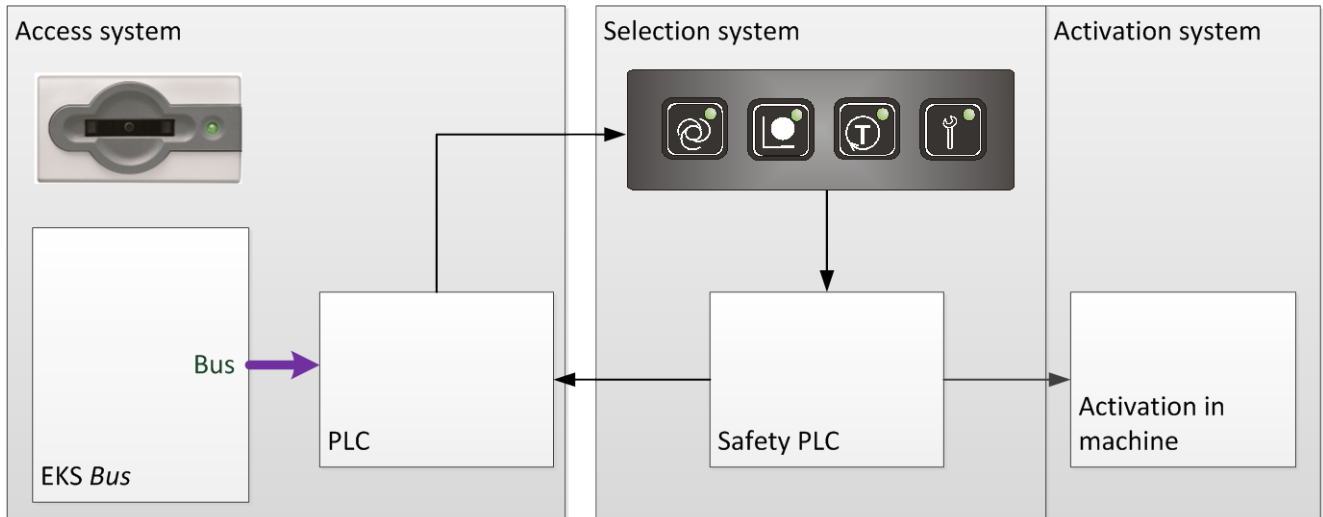 Access system
Selection system
Activation system
T
Bus
PLC
EKS Bus
Safety PLC
Activation in
machine